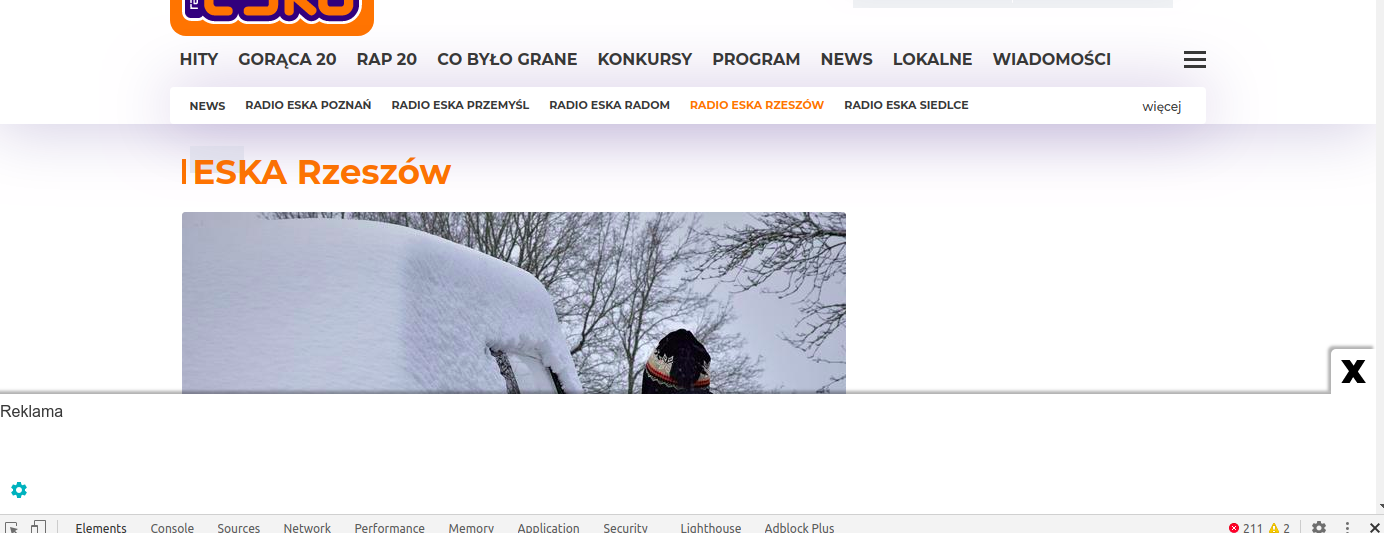 HITY GORĄCA 20 RAP 20 CO BYŁO GRANE KONKURSY PROGRAM NEWS LOKALNE WIADOMOŚCI
NEWS RADIO ESKA POZNAŃ RADIO ESKA PRZEMYŚL RADIO ESKA RADOM RADIO ESKA RZESZÓW RADIO ESKA SIEDLCE więcej
ESKA Rzeszów
X
Reklama
Elements Console Sources Network Performance Memory Application Security Lighthouse Adblock Plus 211 2